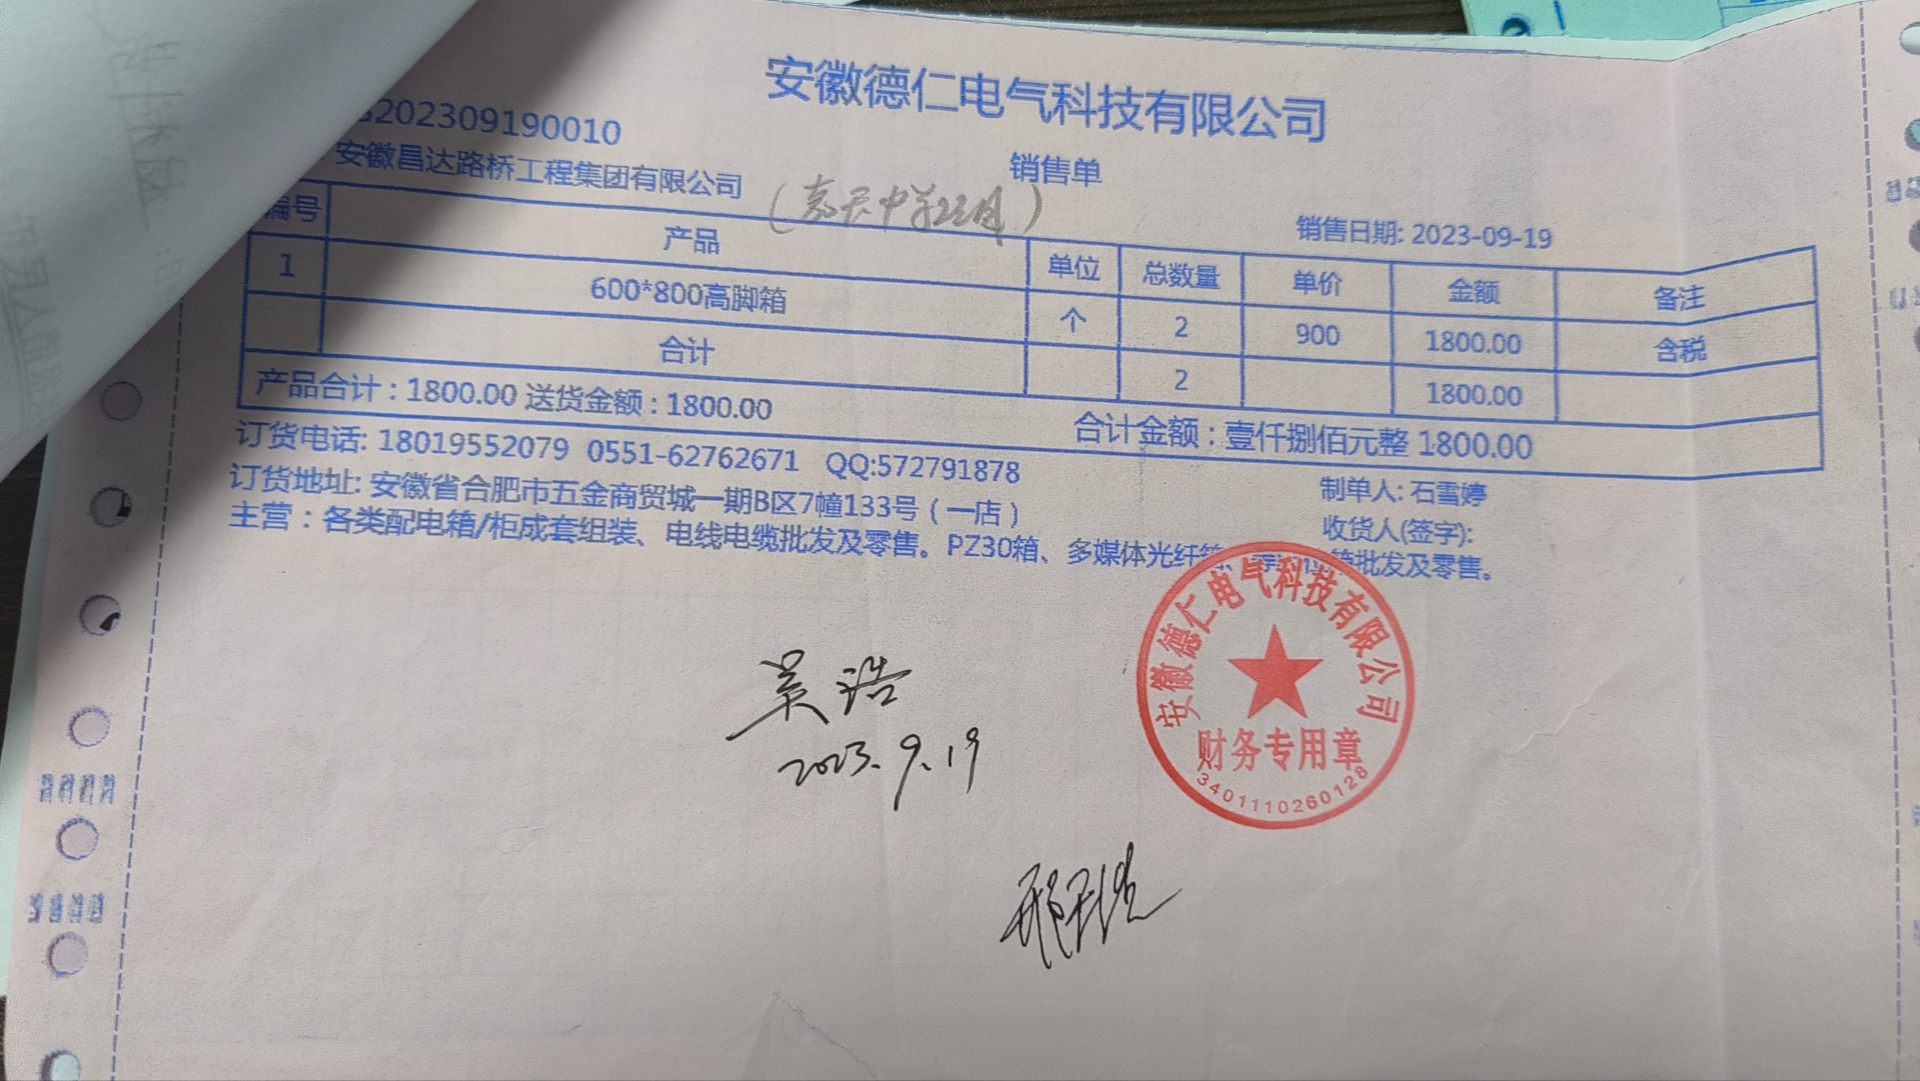 安徽德仁电气科技有限公司
S202309190010
销售单
安徽昌达路桥工程集团有限公司
销售日期: 2023-09-19
编号 产品 单位 总数量 单价 金额 备注
1 600*800高脚箱 个 2 900 1800.00 含税
合计 2 1800.00
产品合计：1800.00 送货金额：1800.00 合计金额：壹仟捌佰元整 1800.00
订货电话: 18019552079 0551-62762671 QQ:572791878
制单人: 石雪婷
订货地址: 安徽省合肥市五金商贸城一期B区7幢133号（一店）
收货人(签字):
主营：各类配电箱/柜成套组装、电线电缆批发及零售。PZ30箱、多媒体光纤箱、等电位箱批发及零售。
安徽德仁电气科技有限公司
财务专用章
3401110260128
吴浩
2023.9.19